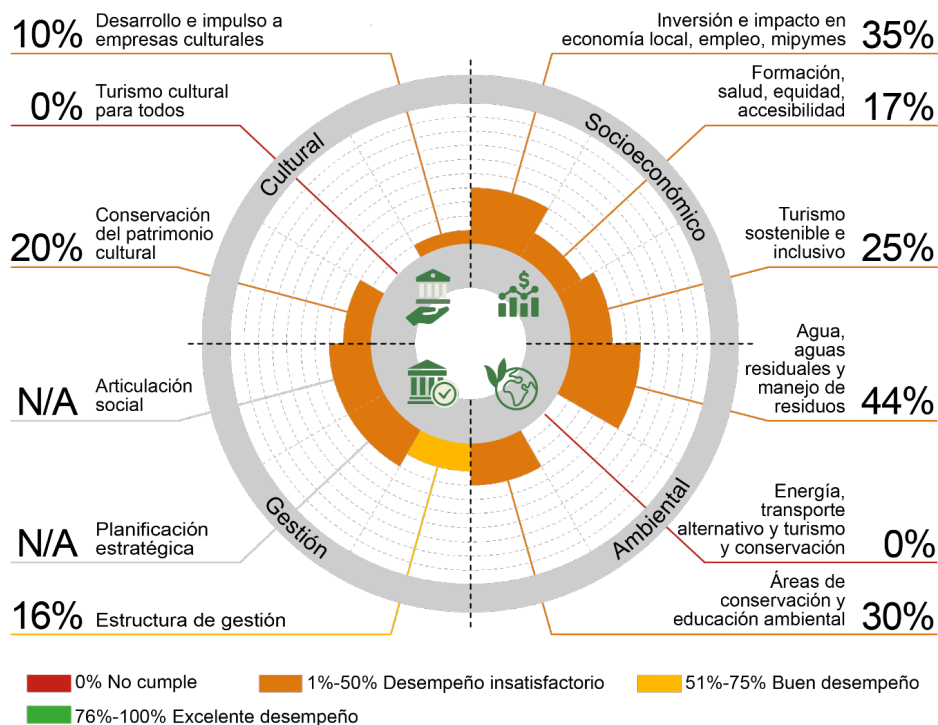 10%
Desarrollo e impulso a
empresas culturales
0%
Turismo cultural
para todos
20%
Conservación
del patrimonio
cultural
N/A
Articulación
social
N/A
Planificación
estratégica
16%
Estructura de gestión
Cultural
Socioeconómico
Gestión
Ambiental
$
Inversión e impacto en
economía local, empleo, mipymes
35%
Formación,
salud, equidad,
accesibilidad
17%
Turismo
sostenible e
inclusivo
25%
Agua,
aguas
residuales y
manejo de
residuos
44%
Energía,
transporte
alternativo y turismo
y conservación
0%
Áreas de
conservación y
educación ambiental
30%
0% No cumple
1%-50% Desempeño insatisfactorio
51%-75% Buen desempeño
76%-100% Excelente desempeño